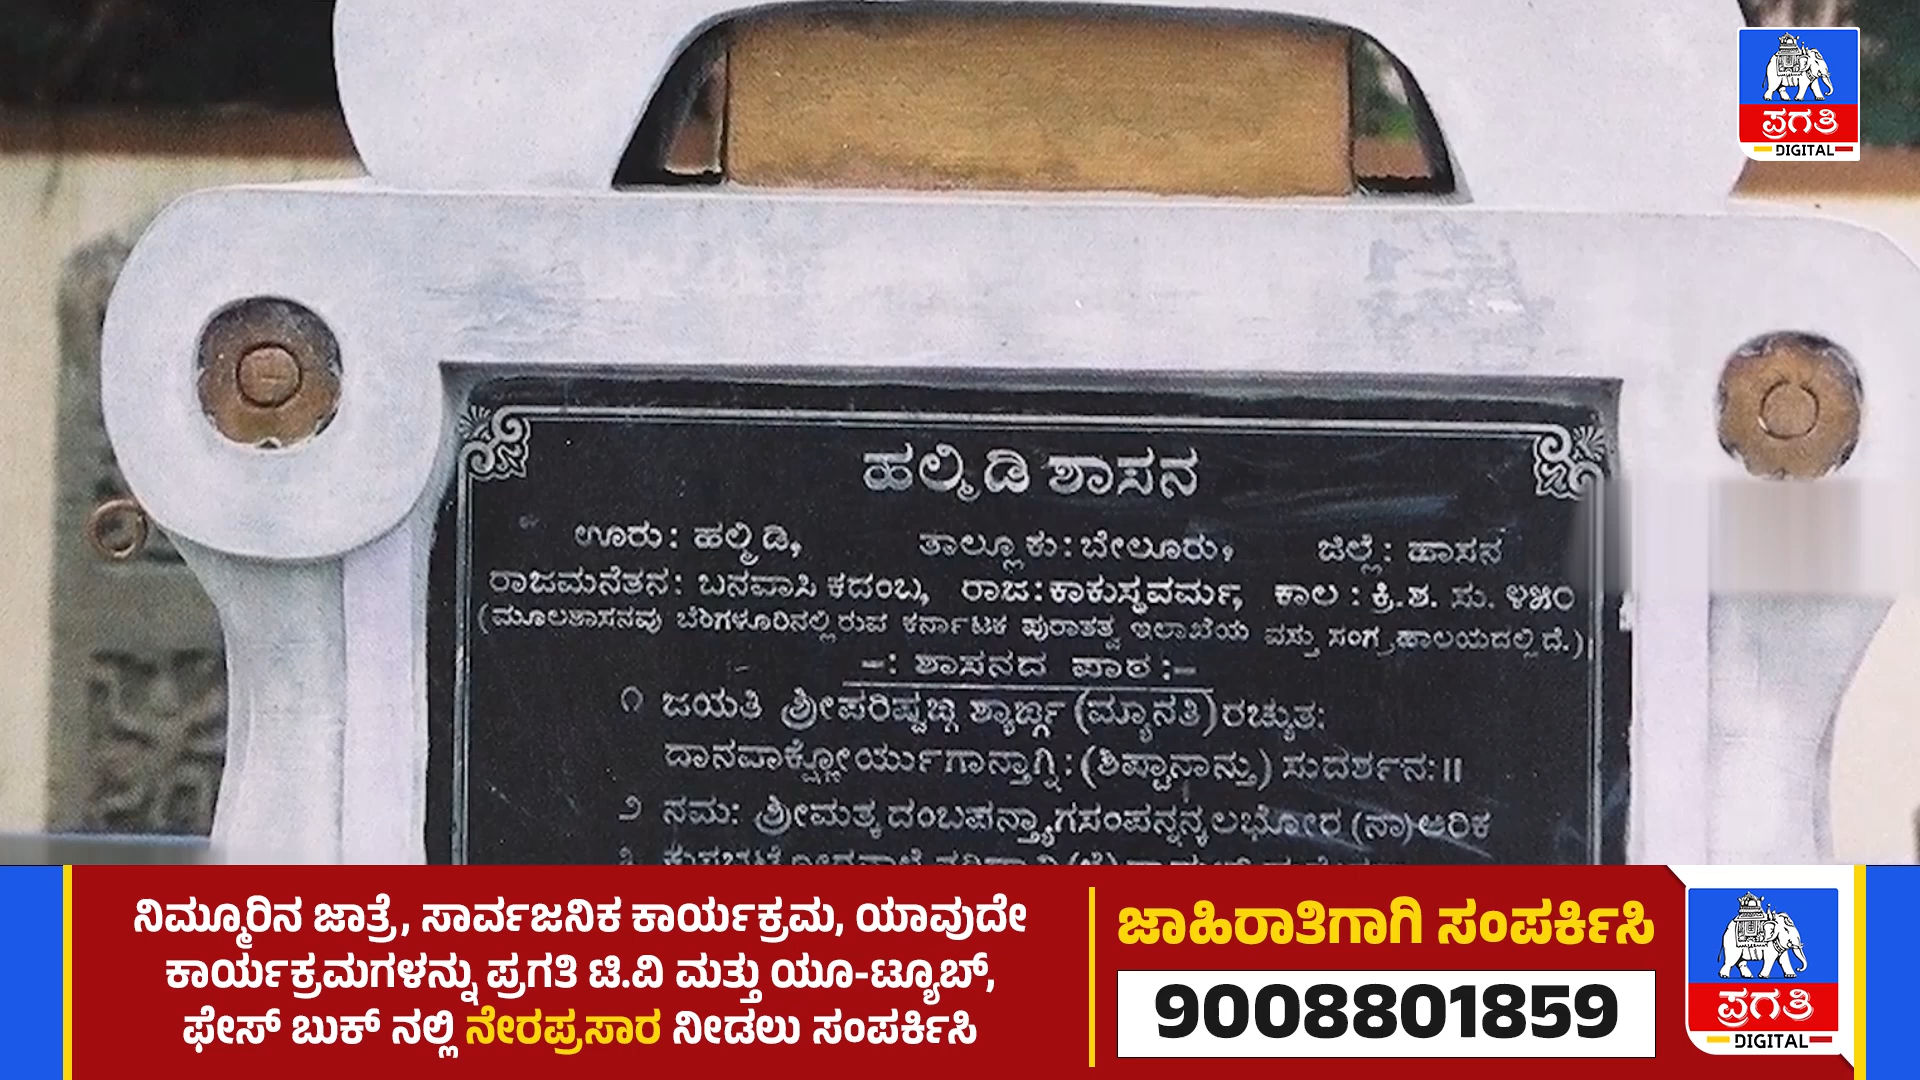 ಪ್ರಗತಿ
DIGITAL
ಹಲ್ಮಿಡಿ ಶಾಸನ
ಊರು: ಹಲ್ಮಿಡಿ, ತಾಲ್ಲೂಕು: ಬೇಲೂರು, ಜಿಲ್ಲೆ: ಹಾಸನ
ರಾಜಮನೆತನ: ಬನವಾಸಿ ಕದಂಬ, ರಾಜ: ಕಾಕುಸ್ಥವರ್ಮ, ಕಾಲ : ಕ್ರಿ.ಶ. ಸು. ೪೫೦
(ಮೂಲಶಾಸನವು ಬೆಂಗಳೂರಿನಲ್ಲಿರುವ ಕರ್ನಾಟಕ ಪುರಾತತ್ವ ಇಲಾಖೆಯ ವಸ್ತು ಸಂಗ್ರಹಾಲಯದಲ್ಲಿದೆ.)
-: ಶಾಸನದ ಪಾಠ :-
೧ ಜಯತಿ ಶ್ರೀಪರಿಷ್ವಙ್ಗ ಶ್ಯಾರ್ಙ್ಗ (ಮ್ಯಾನತಿ) ರಚ್ಯುತ:
ದಾನವಾಕ್ಷ್ಣೋರ್ಯುಗಾನ್ತಾಗ್ನಿ: (ಶಿಷ್ಟಾನಾನ್ತು) ಸುದರ್ಶನ: ॥
೨ ನಮ: ಶ್ರೀಮತ್ಕದಂಬಪನ್ತ್ಯಾಗಸಂಪನ್ನನ್ಕಲಭೋರ (ನಾ) ಅರಿಕ
ನಿಮ್ಮೂರಿನ ಜಾತ್ರೆ, ಸಾರ್ವಜನಿಕ ಕಾರ್ಯಕ್ರಮ, ಯಾವುದೇ
ಕಾರ್ಯಕ್ರಮಗಳನ್ನು ಪ್ರಗತಿ ಟಿ.ವಿ ಮತ್ತು ಯೂ-ಟ್ಯೂಬ್,
ಫೇಸ್ ಬುಕ್ ನಲ್ಲಿ ನೇರಪ್ರಸಾರ ನೀಡಲು ಸಂಪರ್ಕಿಸಿ
ಜಾಹಿರಾತಿಗಾಗಿ ಸಂಪರ್ಕಿಸಿ
9008801859
ಪ್ರಗತಿ
DIGITAL